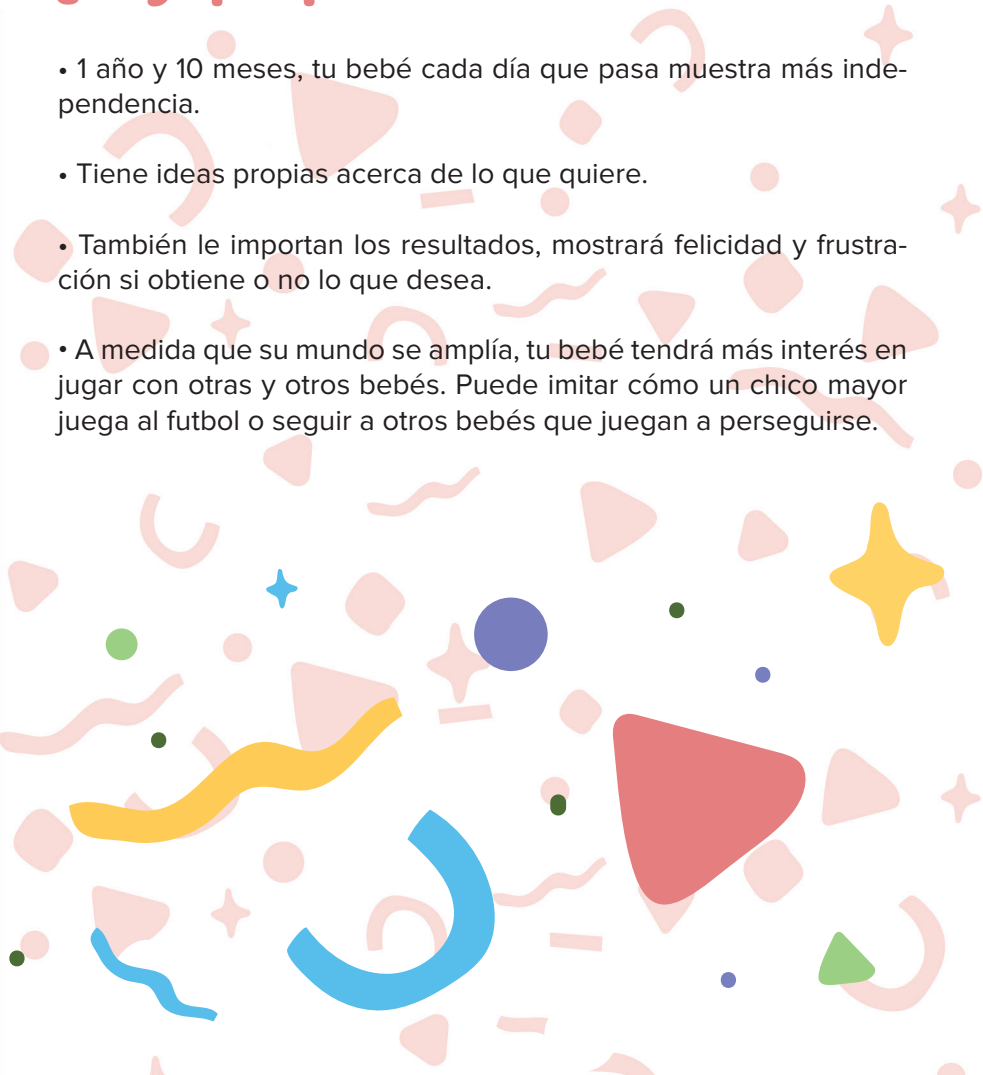 • 1 año y 10 meses, tu bebé cada día que pasa muestra más inde-
pendencia.
• Tiene ideas propias acerca de lo que quiere.
• También le importan los resultados, mostrará felicidad y frustra-
ción si obtiene o no lo que desea.
• A medida que su mundo se amplía, tu bebé tendrá más interés en
jugar con otras y otros bebés. Puede imitar cómo un chico mayor
juega al futbol o seguir a otros bebés que juegan a perseguirse.